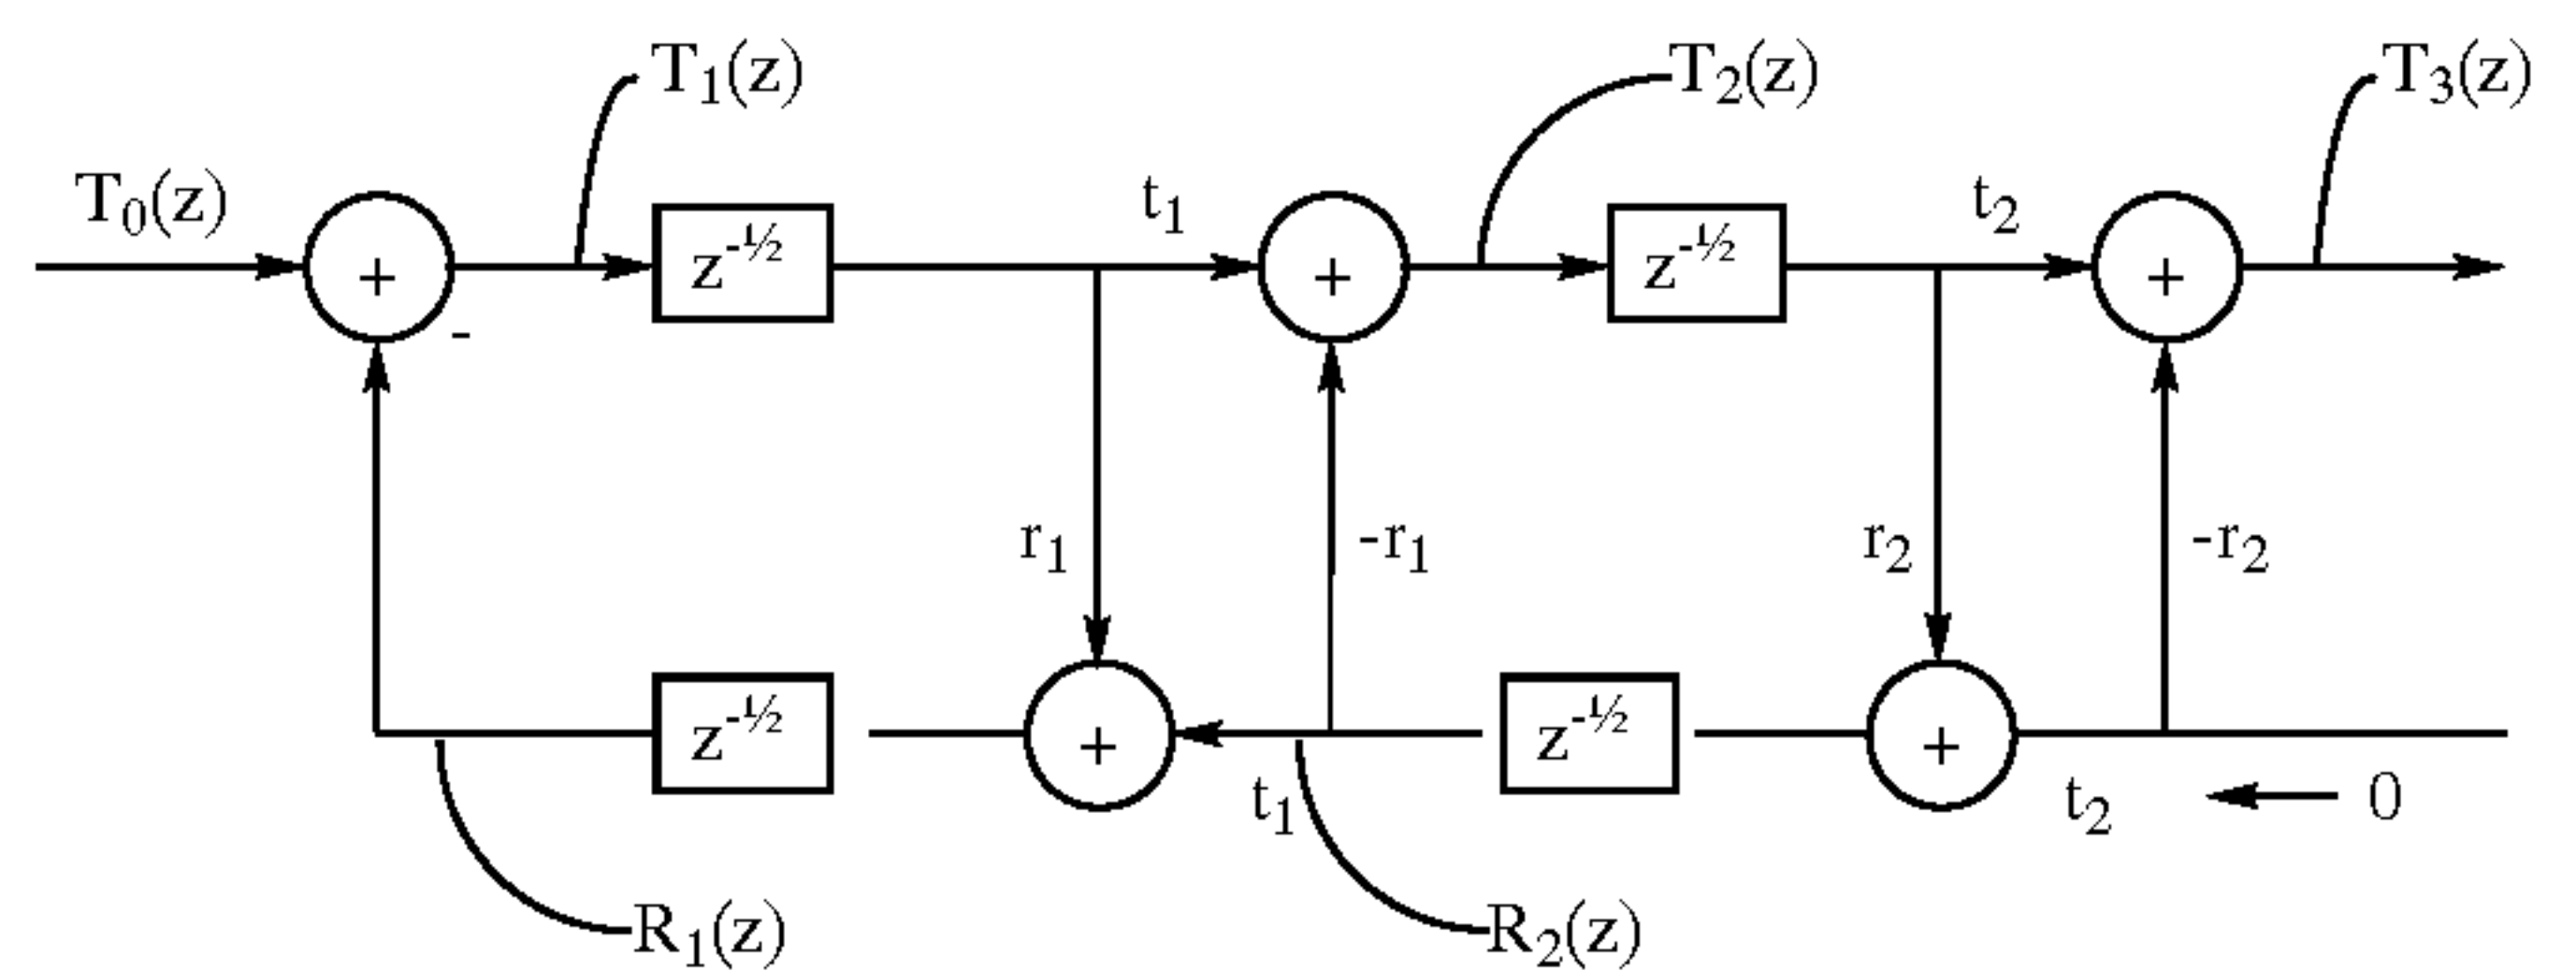 T₁(z) T₂(z) T₃(z)
T₀(z) t₁ t₂
+ z⁻½ + z⁻½ +
-
r₁ -r₁ r₂ -r₂
z⁻½ + z⁻½ +
t₁ t₂ 0
R₁(z) R₂(z)